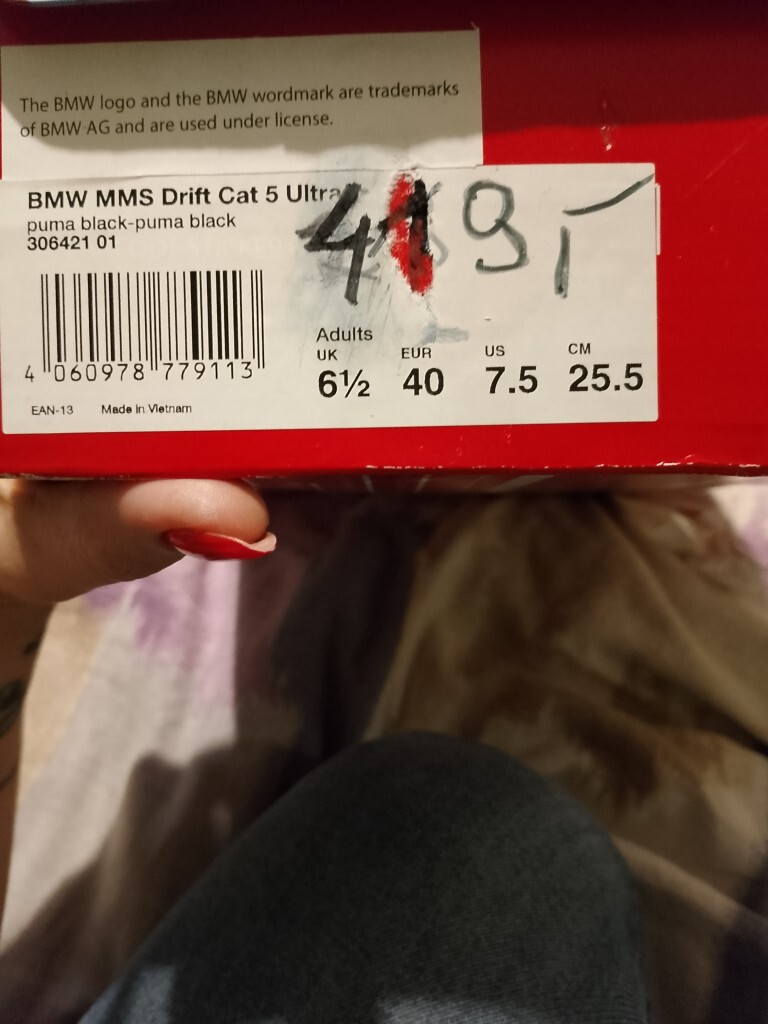 The BMW logo and the BMW wordmark are trademarks
of BMW AG and are used under license.
BMW MMS Drift Cat 5 Ultra
puma black-puma black
306421 01
4 060978 779113
EAN-13 Made in Vietnam
Adults
UK EUR US CM
6½ 40 7.5 25.5